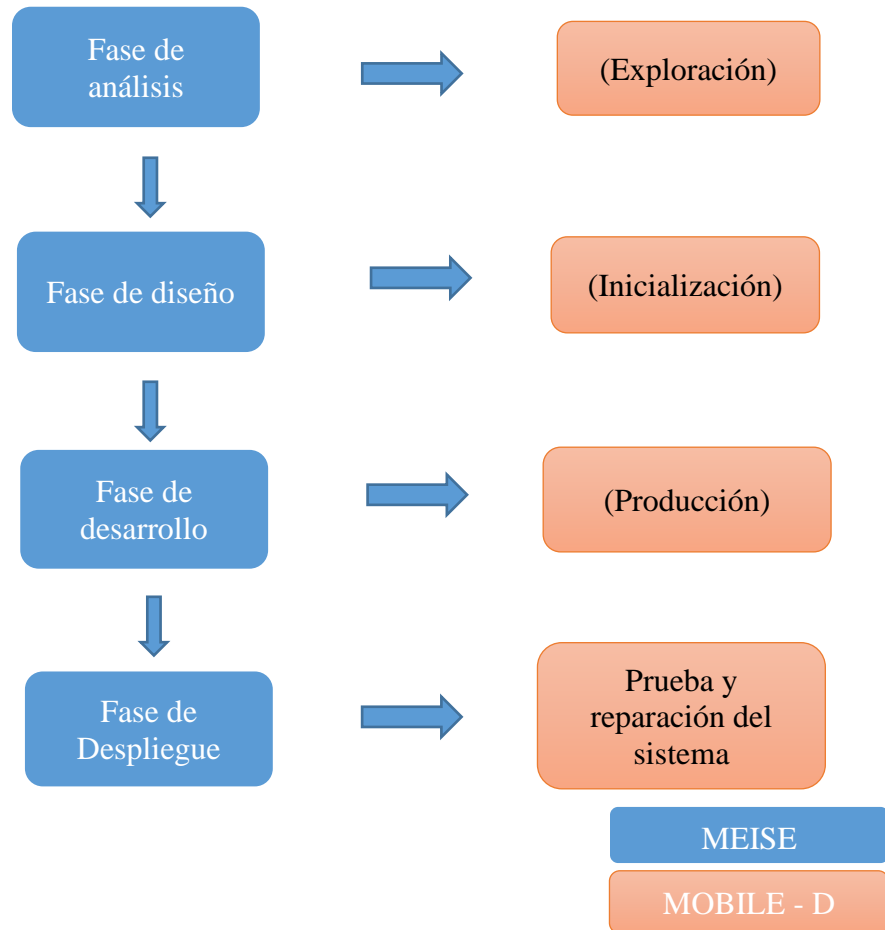 Fase de
análisis
(Exploración)
Fase de diseño
(Inicialización)
Fase de
desarrollo
(Producción)
Fase de
Despliegue
Prueba y
reparación del
sistema
MEISE
MOBILE - D